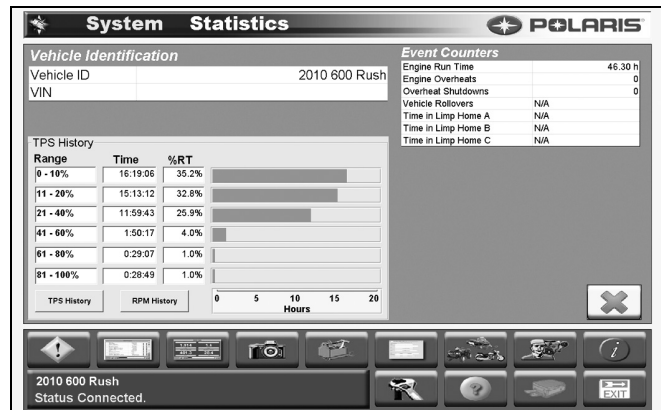 System Statistics
POLARIS
Vehicle Identification
Vehicle ID 2010 600 Rush
VIN
Event Counters
Engine Run Time 46.30 h
Engine Overheats 0
Overheat Shutdowns 0
Vehicle Rollovers N/A
Time in Limp Home A N/A
Time in Limp Home B N/A
Time in Limp Home C N/A
TPS History
Range Time %RT
0 - 10% 16:19:06 35.2%
11 - 20% 15:13:12 32.8%
21 - 40% 11:59:43 25.9%
41 - 60% 1:50:17 4.0%
61 - 80% 0:29:07 1.0%
81 - 100% 0:28:49 1.0%
TPS History RPM History
0 5 10 15 20
Hours
2010 600 Rush
Status Connected.
EXIT